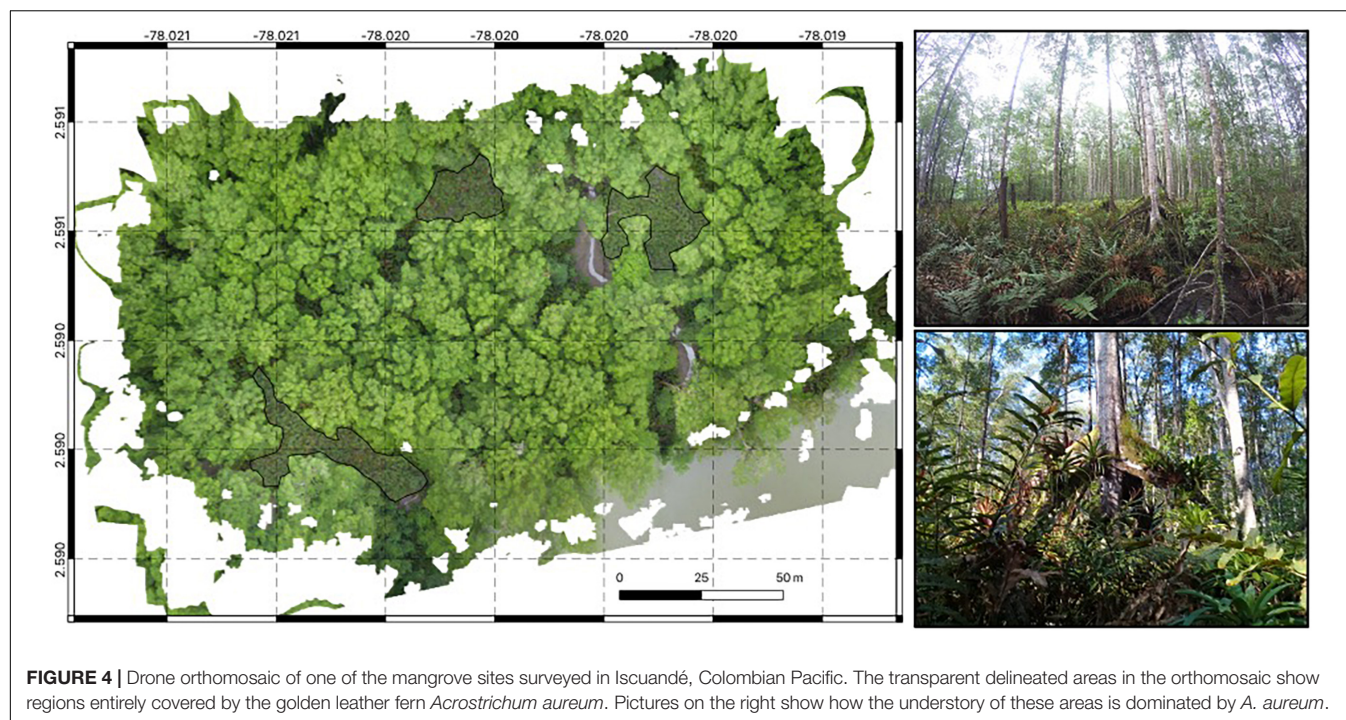 -78.021 -78.021 -78.020 -78.020 -78.020 -78.020 -78.019
2.591
2.591
2.590
2.590
2.590
0 25 50 m
FIGURE 4 | Drone orthomosaic of one of the mangrove sites surveyed in Iscuandé, Colombian Pacific. The transparent delineated areas in the orthomosaic show
regions entirely covered by the golden leather fern Acrostrichum aureum. Pictures on the right show how the understory of these areas is dominated by A. aureum.